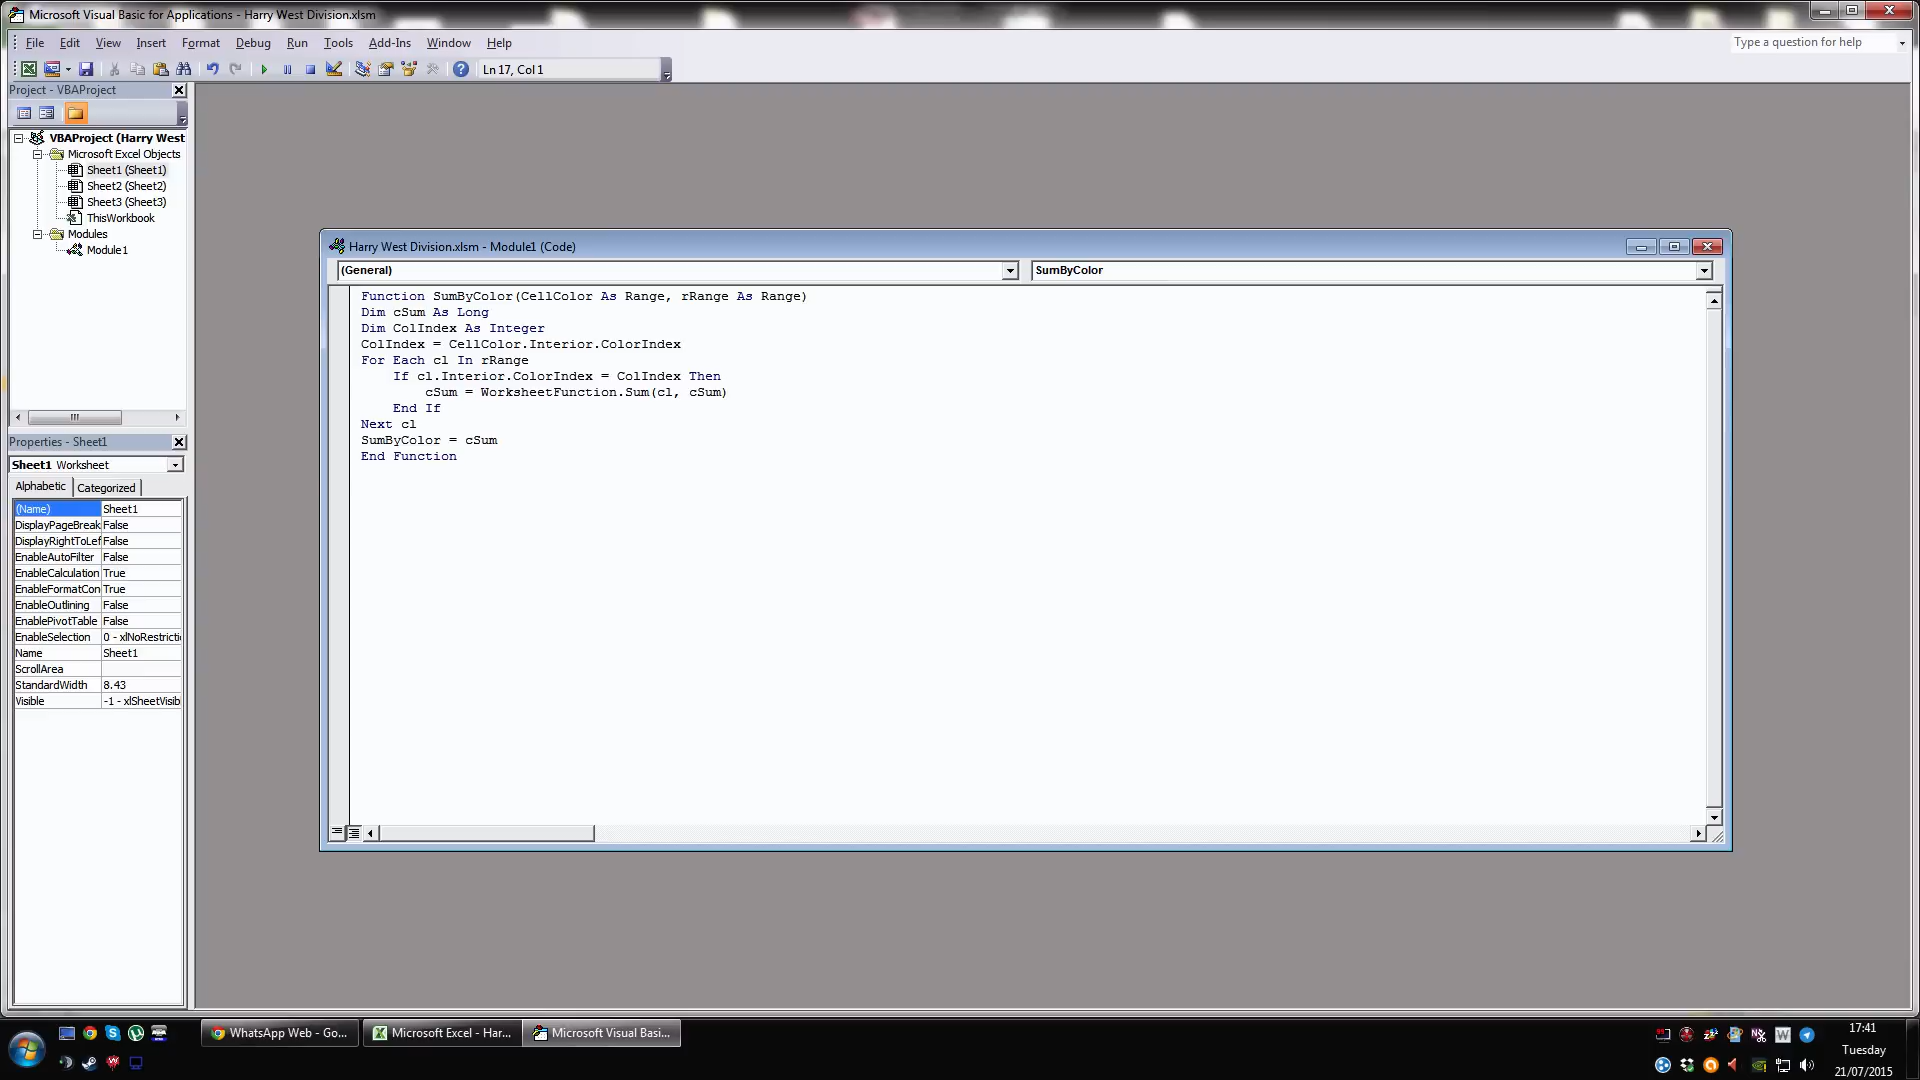 Microsoft Visual Basic for Applications - Harry West Division.xlsm
File Edit View Insert Format Debug Run Tools Add-Ins Window Help
Type a question for help
Ln 17, Col 1
Project - VBAProject
VBAProject (Harry West
Microsoft Excel Objects
Sheet1 (Sheet1)
Sheet2 (Sheet2)
Sheet3 (Sheet3)
ThisWorkbook
Modules
Module1
Properties - Sheet1
Sheet1 Worksheet
Alphabetic Categorized
(Name) Sheet1
DisplayPageBreak False
DisplayRightToLef False
EnableAutoFilter False
EnableCalculation True
EnableFormatCon True
EnableOutlining False
EnablePivotTable False
EnableSelection 0 - xlNoRestricti
Name Sheet1
ScrollArea
StandardWidth 8.43
Visible -1 - xlSheetVisib
Harry West Division.xlsm - Module1 (Code)
(General) SumByColor
Function SumByColor(CellColor As Range, rRange As Range)
Dim cSum As Long
Dim ColIndex As Integer
ColIndex = CellColor.Interior.ColorIndex
For Each cl In rRange
If cl.Interior.ColorIndex = ColIndex Then
cSum = WorksheetFunction.Sum(cl, cSum)
End If
Next cl
SumByColor = cSum
End Function
WhatsApp Web - Go... Microsoft Excel - Har... Microsoft Visual Basi...
17:41
Tuesday
21/07/2015